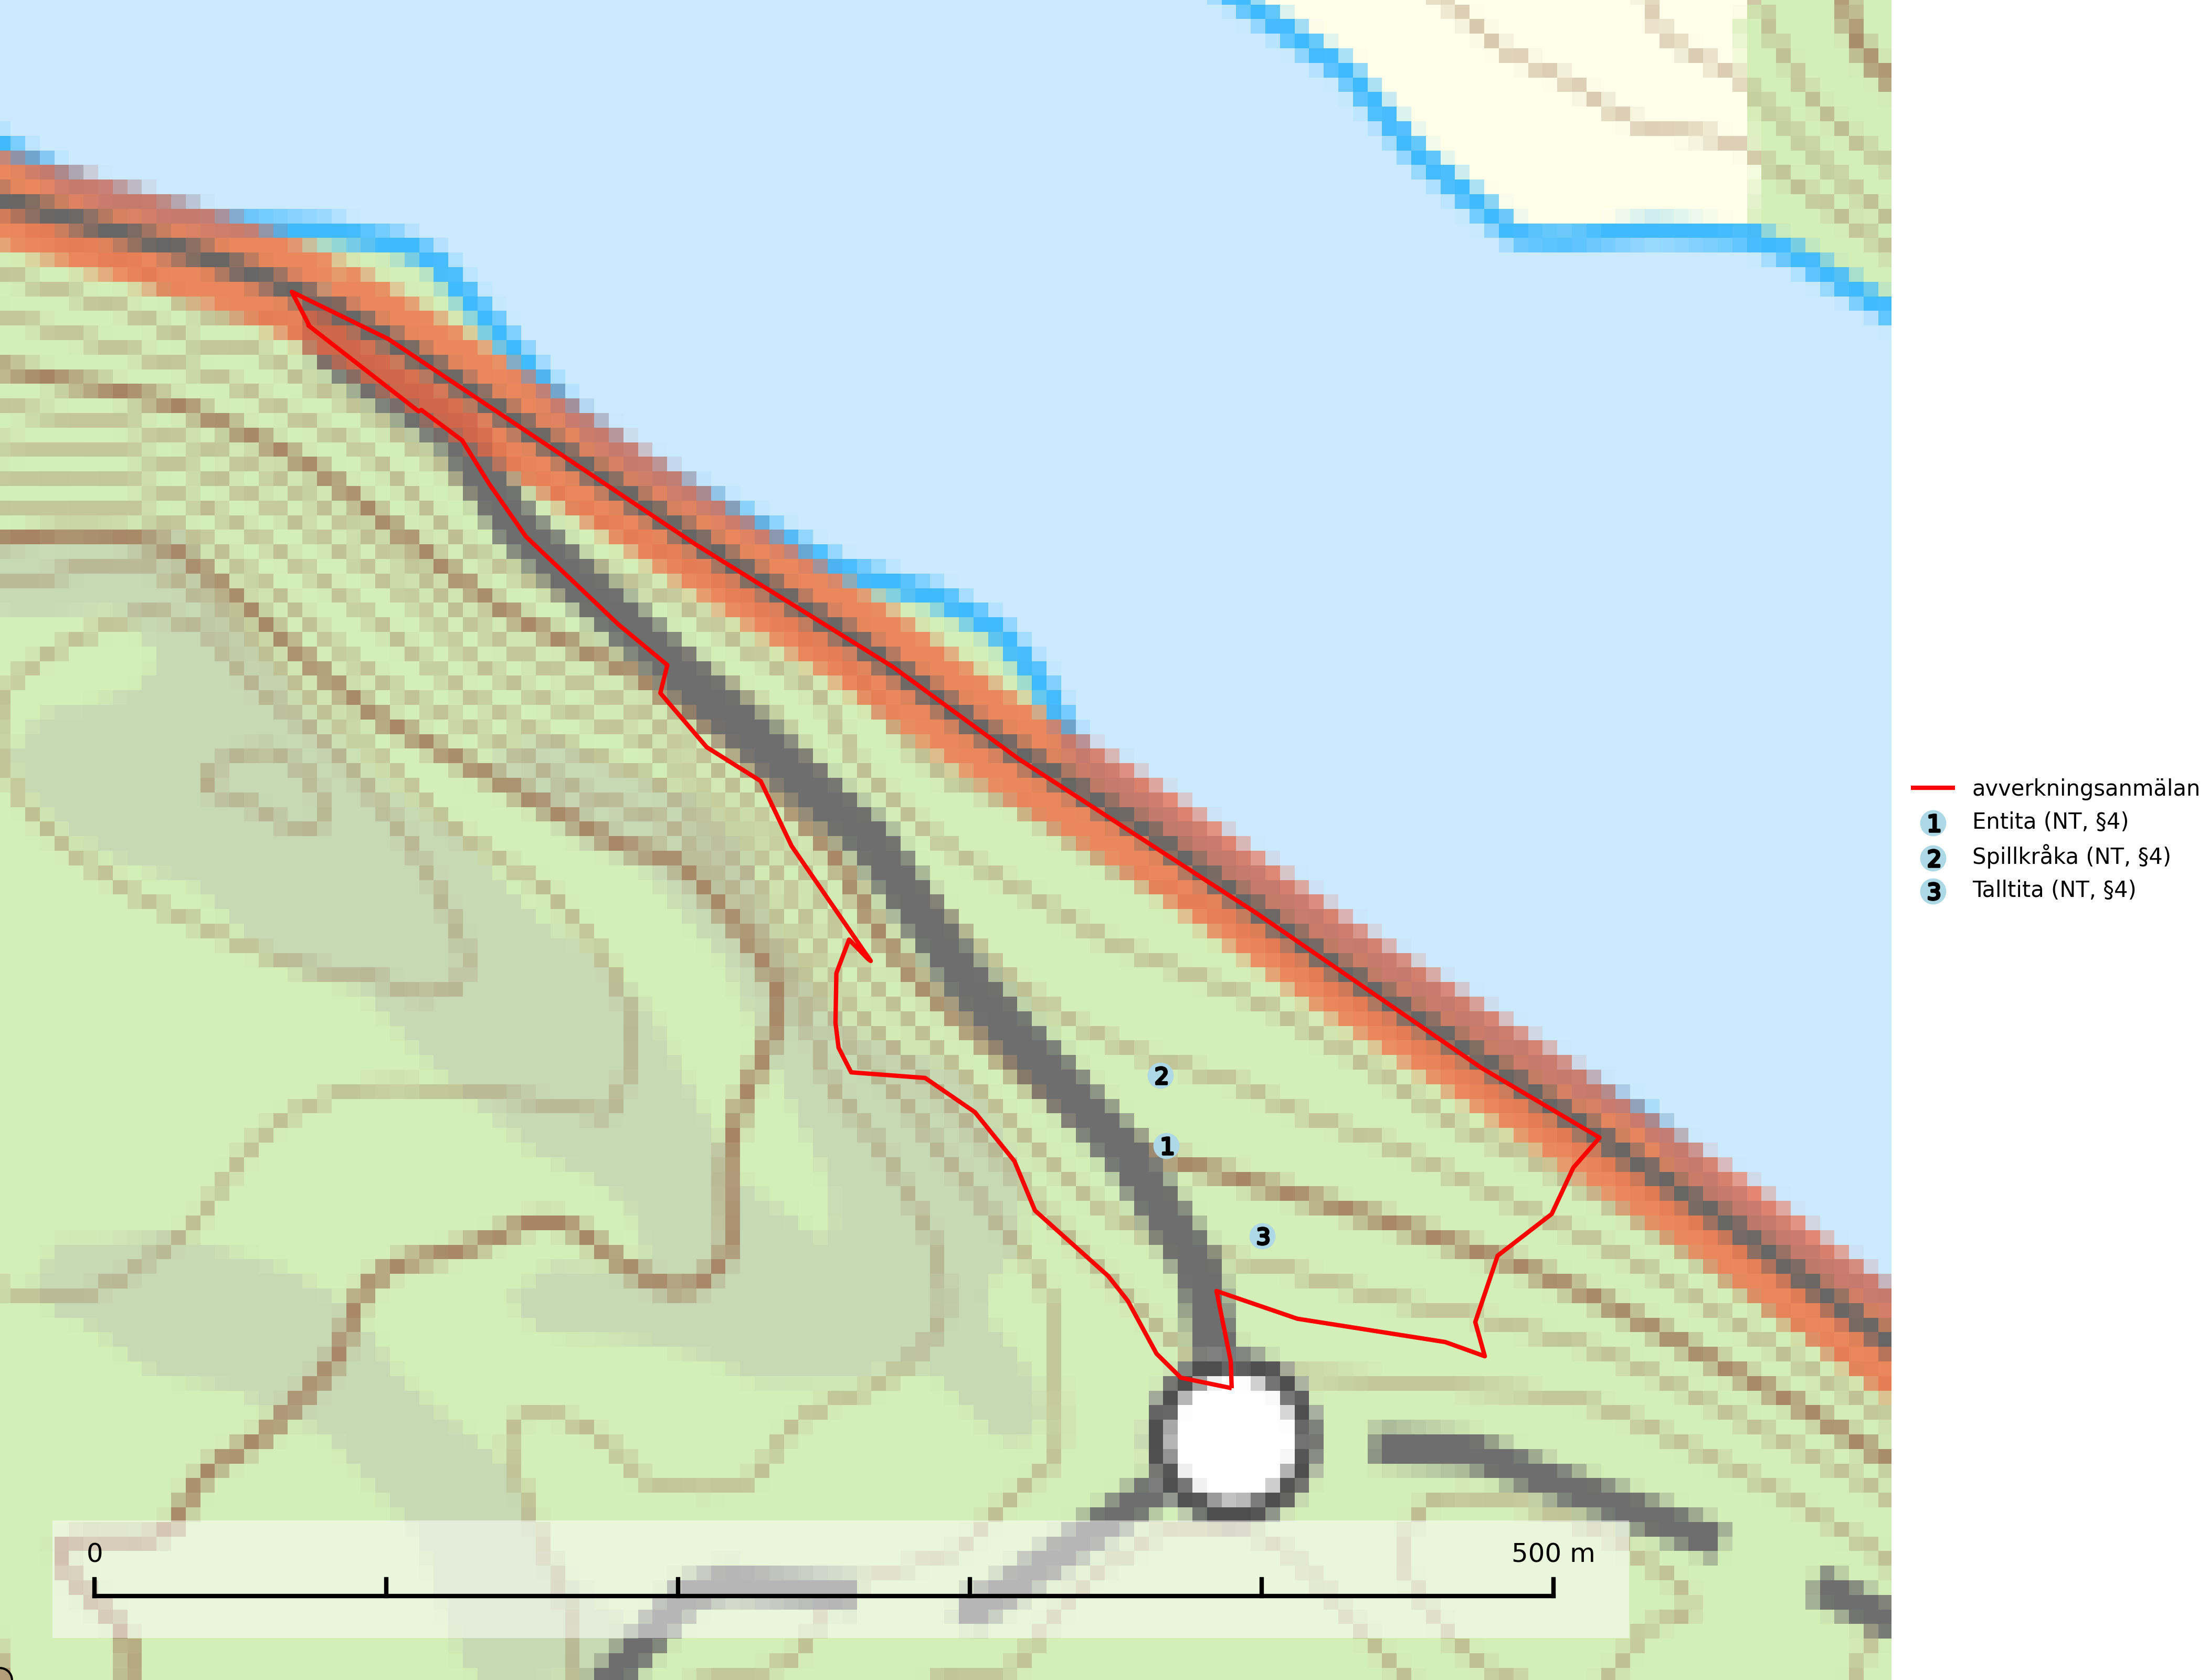 avverkningsanmälan
1 Entita (NT, §4)
2 Spillkråka (NT, §4)
3 Talltita (NT, §4)
2
1
3
0 500 m